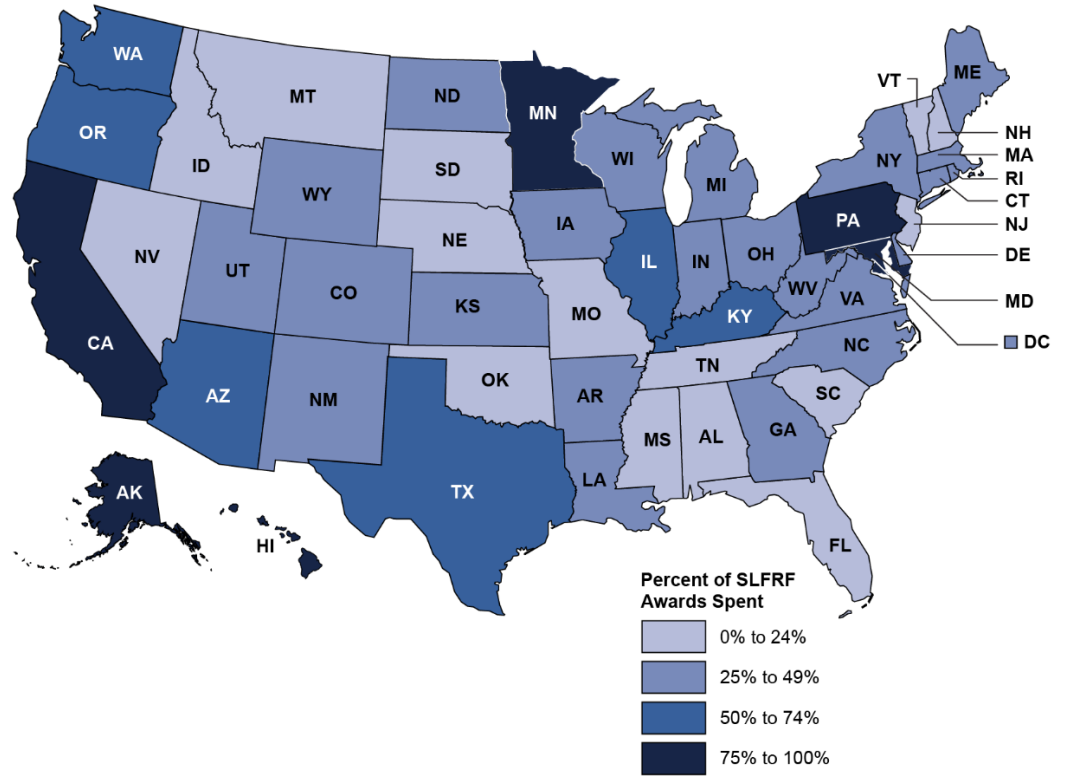 WA
MT
ND
MN
VT
ME
OR
ID
SD
WI
MI
NY
NH
MA
RI
CT
WY
NE
IA
PA
NJ
NV
UT
CO
IL
IN
OH
DE
KS
WV
VA
MD
CA
MO
KY
DC
AZ
NM
OK
AR
TN
NC
SC
MS
AL
GA
TX
LA
AK
HI
FL
Percent of SLFRF
Awards Spent
0% to 24%
25% to 49%
50% to 74%
75% to 100%